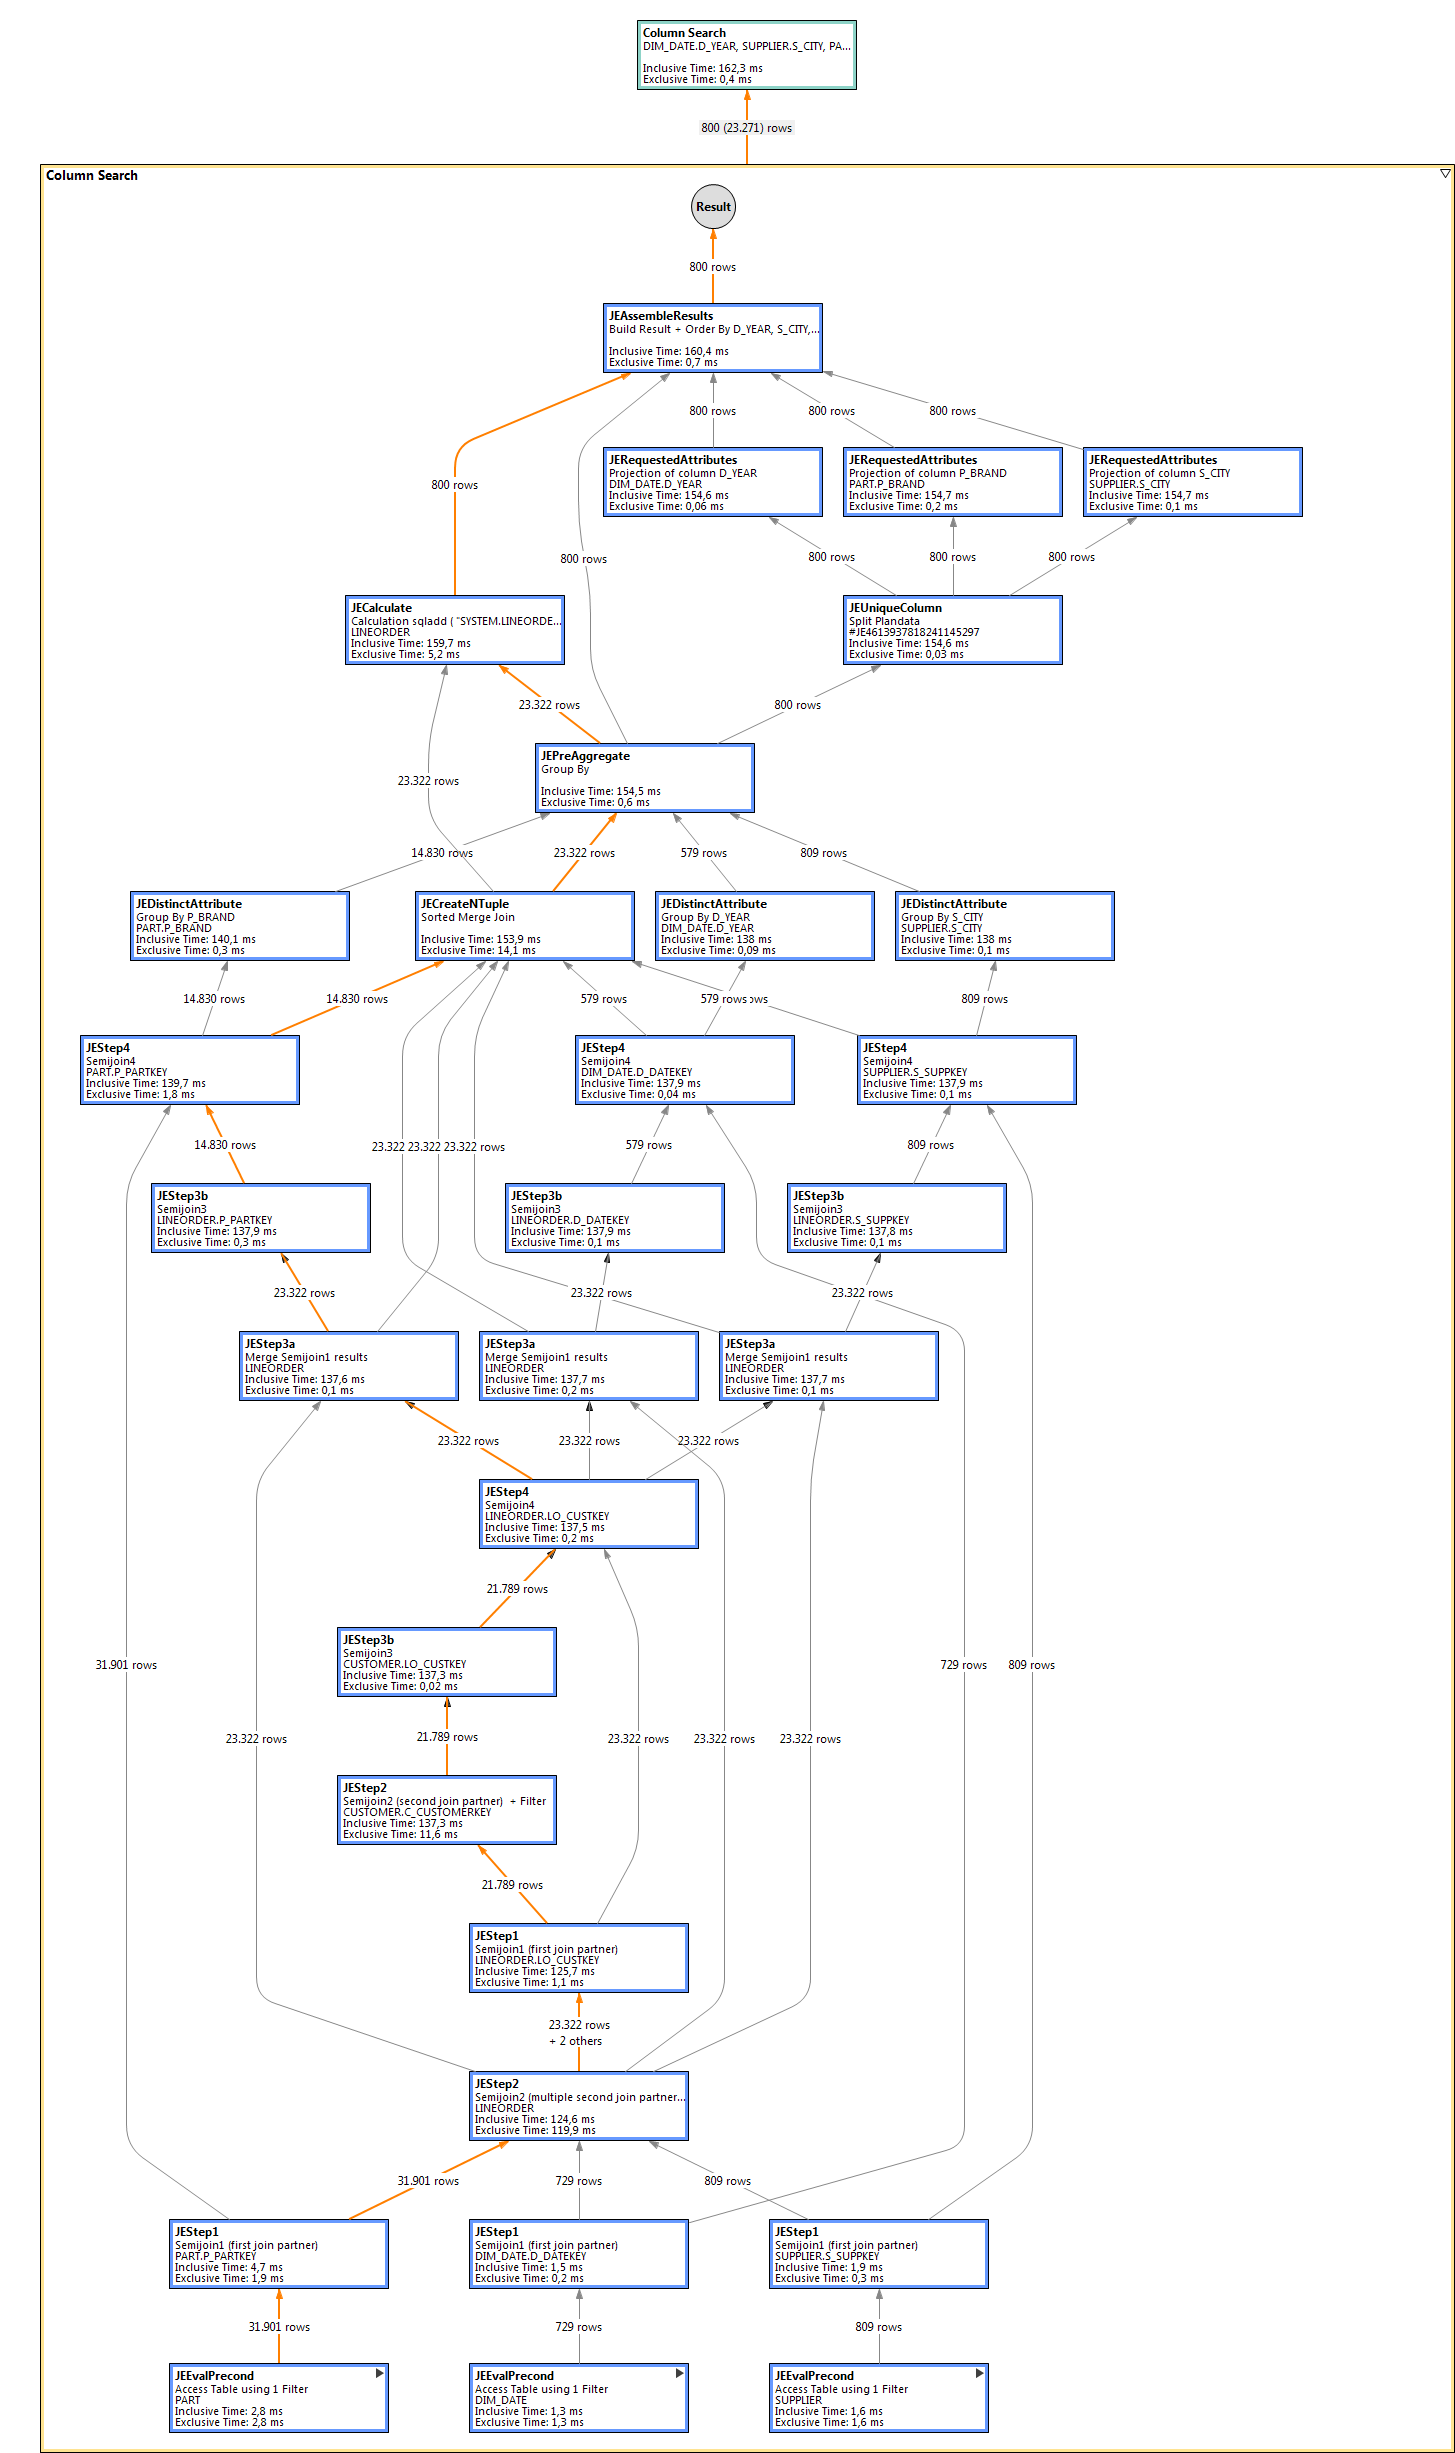 Column Search
DIM_DATE.D_YEAR, SUPPLIER.S_CITY, PA...
Inclusive Time: 162,3 ms
Exclusive Time: 0,4 ms
800 (23.271) rows
Column Search
Result
800 rows
JEAssembleResults
Build Result + Order By D_YEAR, S_CITY,...
Inclusive Time: 160,4 ms
Exclusive Time: 0,7 ms
800 rows
800 rows
800 rows
JERequestedAttributes
Projection of column D_YEAR
DIM_DATE.D_YEAR
Inclusive Time: 154,6 ms
Exclusive Time: 0,06 ms
JERequestedAttributes
Projection of column P_BRAND
PART.P_BRAND
Inclusive Time: 154,7 ms
Exclusive Time: 0,2 ms
JERequestedAttributes
Projection of column S_CITY
SUPPLIER.S_CITY
Inclusive Time: 154,7 ms
Exclusive Time: 0,1 ms
800 rows
800 rows
800 rows
800 rows
800 rows
JECalculate
Calculation sqladd ( "SYSTEM.LINEORDE...
LINEORDER
Inclusive Time: 159,7 ms
Exclusive Time: 5,2 ms
JEUniqueColumn
Split Plandata
#JE4613937818241145297
Inclusive Time: 154,6 ms
Exclusive Time: 0,03 ms
23.322 rows
800 rows
JEPreAggregate
Group By
Inclusive Time: 154,5 ms
Exclusive Time: 0,6 ms
23.322 rows
14.830 rows
23.322 rows
579 rows
809 rows
JEDistinctAttribute
Group By P_BRAND
PART.P_BRAND
Inclusive Time: 140,1 ms
Exclusive Time: 0,3 ms
JECreateNTuple
Sorted Merge Join
Inclusive Time: 153,9 ms
Exclusive Time: 14,1 ms
JEDistinctAttribute
Group By D_YEAR
DIM_DATE.D_YEAR
Inclusive Time: 138 ms
Exclusive Time: 0,09 ms
JEDistinctAttribute
Group By S_CITY
SUPPLIER.S_CITY
Inclusive Time: 138 ms
Exclusive Time: 0,1 ms
14.830 rows
14.830 rows
579 rows
579 rows
809 rows
JEStep4
Semijoin4
PART.P_PARTKEY
Inclusive Time: 139,7 ms
Exclusive Time: 1,8 ms
JEStep4
Semijoin4
DIM_DATE.D_DATEKEY
Inclusive Time: 137,9 ms
Exclusive Time: 0,04 ms
JEStep4
Semijoin4
SUPPLIER.S_SUPPKEY
Inclusive Time: 137,9 ms
Exclusive Time: 0,1 ms
14.830 rows
23.322 23.322 23.322 rows
579 rows
809 rows
JEStep3b
Semijoin3
LINEORDER.P_PARTKEY
Inclusive Time: 137,9 ms
Exclusive Time: 0,3 ms
JEStep3b
Semijoin3
LINEORDER.D_DATEKEY
Inclusive Time: 137,9 ms
Exclusive Time: 0,1 ms
JEStep3b
Semijoin3
LINEORDER.S_SUPPKEY
Inclusive Time: 137,8 ms
Exclusive Time: 0,1 ms
23.322 rows
23.322 rows
23.322 rows
JEStep3a
Merge Semijoin1 results
LINEORDER
Inclusive Time: 137,6 ms
Exclusive Time: 0,1 ms
JEStep3a
Merge Semijoin1 results
LINEORDER
Inclusive Time: 137,7 ms
Exclusive Time: 0,2 ms
JEStep3a
Merge Semijoin1 results
LINEORDER
Inclusive Time: 137,7 ms
Exclusive Time: 0,1 ms
23.322 rows
23.322 rows
23.322 rows
JEStep4
Semijoin4
LINEORDER.LO_CUSTKEY
Inclusive Time: 137,5 ms
Exclusive Time: 0,2 ms
21.789 rows
JEStep3b
Semijoin3
CUSTOMER.LO_CUSTKEY
Inclusive Time: 137,3 ms
Exclusive Time: 0,02 ms
31.901 rows
729 rows
809 rows
23.322 rows
21.789 rows
23.322 rows
23.322 rows
23.322 rows
JEStep2
Semijoin2 (second join partner) + Filter
CUSTOMER.C_CUSTOMERKEY
Inclusive Time: 137,3 ms
Exclusive Time: 11,6 ms
21.789 rows
JEStep1
Semijoin1 (first join partner)
LINEORDER.LO_CUSTKEY
Inclusive Time: 125,7 ms
Exclusive Time: 1,1 ms
23.322 rows
+ 2 others
JEStep2
Semijoin2 (multiple second join partner...
LINEORDER
Inclusive Time: 124,6 ms
Exclusive Time: 119,9 ms
31.901 rows
729 rows
809 rows
JEStep1
Semijoin1 (first join partner)
PART.P_PARTKEY
Inclusive Time: 4,7 ms
Exclusive Time: 1,9 ms
JEStep1
Semijoin1 (first join partner)
DIM_DATE.D_DATEKEY
Inclusive Time: 1,5 ms
Exclusive Time: 0,2 ms
JEStep1
Semijoin1 (first join partner)
SUPPLIER.S_SUPPKEY
Inclusive Time: 1,9 ms
Exclusive Time: 0,3 ms
31.901 rows
729 rows
809 rows
JEEvalPrecond
Access Table using 1 Filter
PART
Inclusive Time: 2,8 ms
Exclusive Time: 2,8 ms
JEEvalPrecond
Access Table using 1 Filter
DIM_DATE
Inclusive Time: 1,3 ms
Exclusive Time: 1,3 ms
JEEvalPrecond
Access Table using 1 Filter
SUPPLIER
Inclusive Time: 1,6 ms
Exclusive Time: 1,6 ms